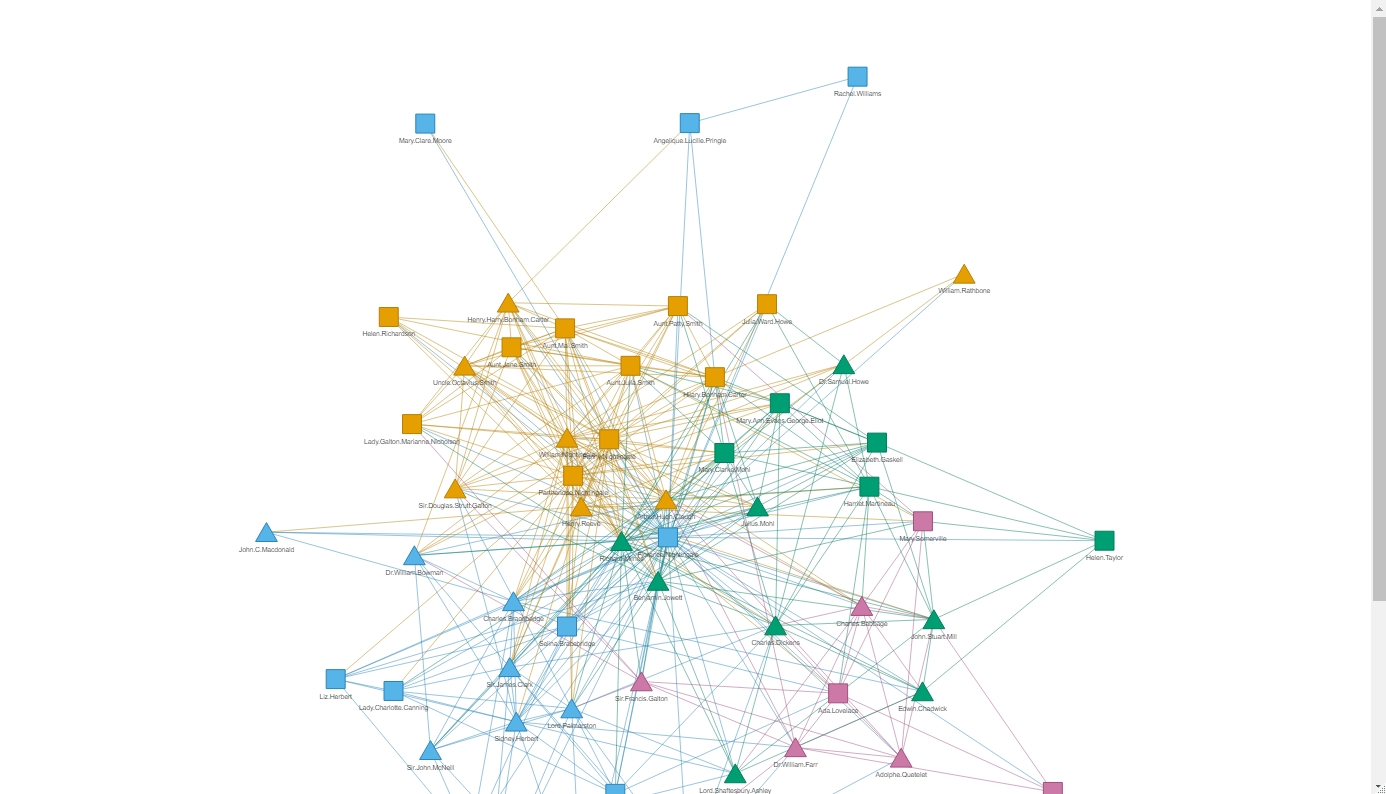 Rachel.Williams
Mary.Clare.Moore
Angelique.Lucille.Pringle
William.Rathbone
Henry.Harry.Bonham.Carter
Aunt.Patty.Smith
Julia.Ward.Howe
Helen.Richardson
Aunt.Mai.Smith
Aunt.Jane.Smith
Uncle.Octavius.Smith
Aunt.Julia.Smith
Dr.Samuel.Howe
Hilary.Bonham.Carter
Mary.Ann.Evans.George.Eliot
Lady.Galton.Marianne.Nicholson
Elizabeth.Gaskell
Mary.Clarke.Mohl
Parthenope.Nightingale
Sir.Douglas.Strutt.Galton
Harriet.Martineau
Henry.Reeve
Arthur.Hugh.Clough
Julius.Mohl
Mary.Somerville
John.C.Macdonald
Florence.Nightingale
Helen.Taylor
Dr.William.Bowman
Benjamin.Jowett
Charles.Bracebridge
Charles.Babbage
John.Stuart.Mill
Selina.Bracebridge
Charles.Dickens
Sir.James.Clark
Liz.Herbert
Sir.Francis.Galton
Lady.Charlotte.Canning
Ada.Lovelace
Edwin.Chadwick
Lord.Palmerston
Sidney.Herbert
Sir.John.McNeill
Dr.William.Farr
Adolphe.Quetelet
Lord.Shaftesbury.Ashley